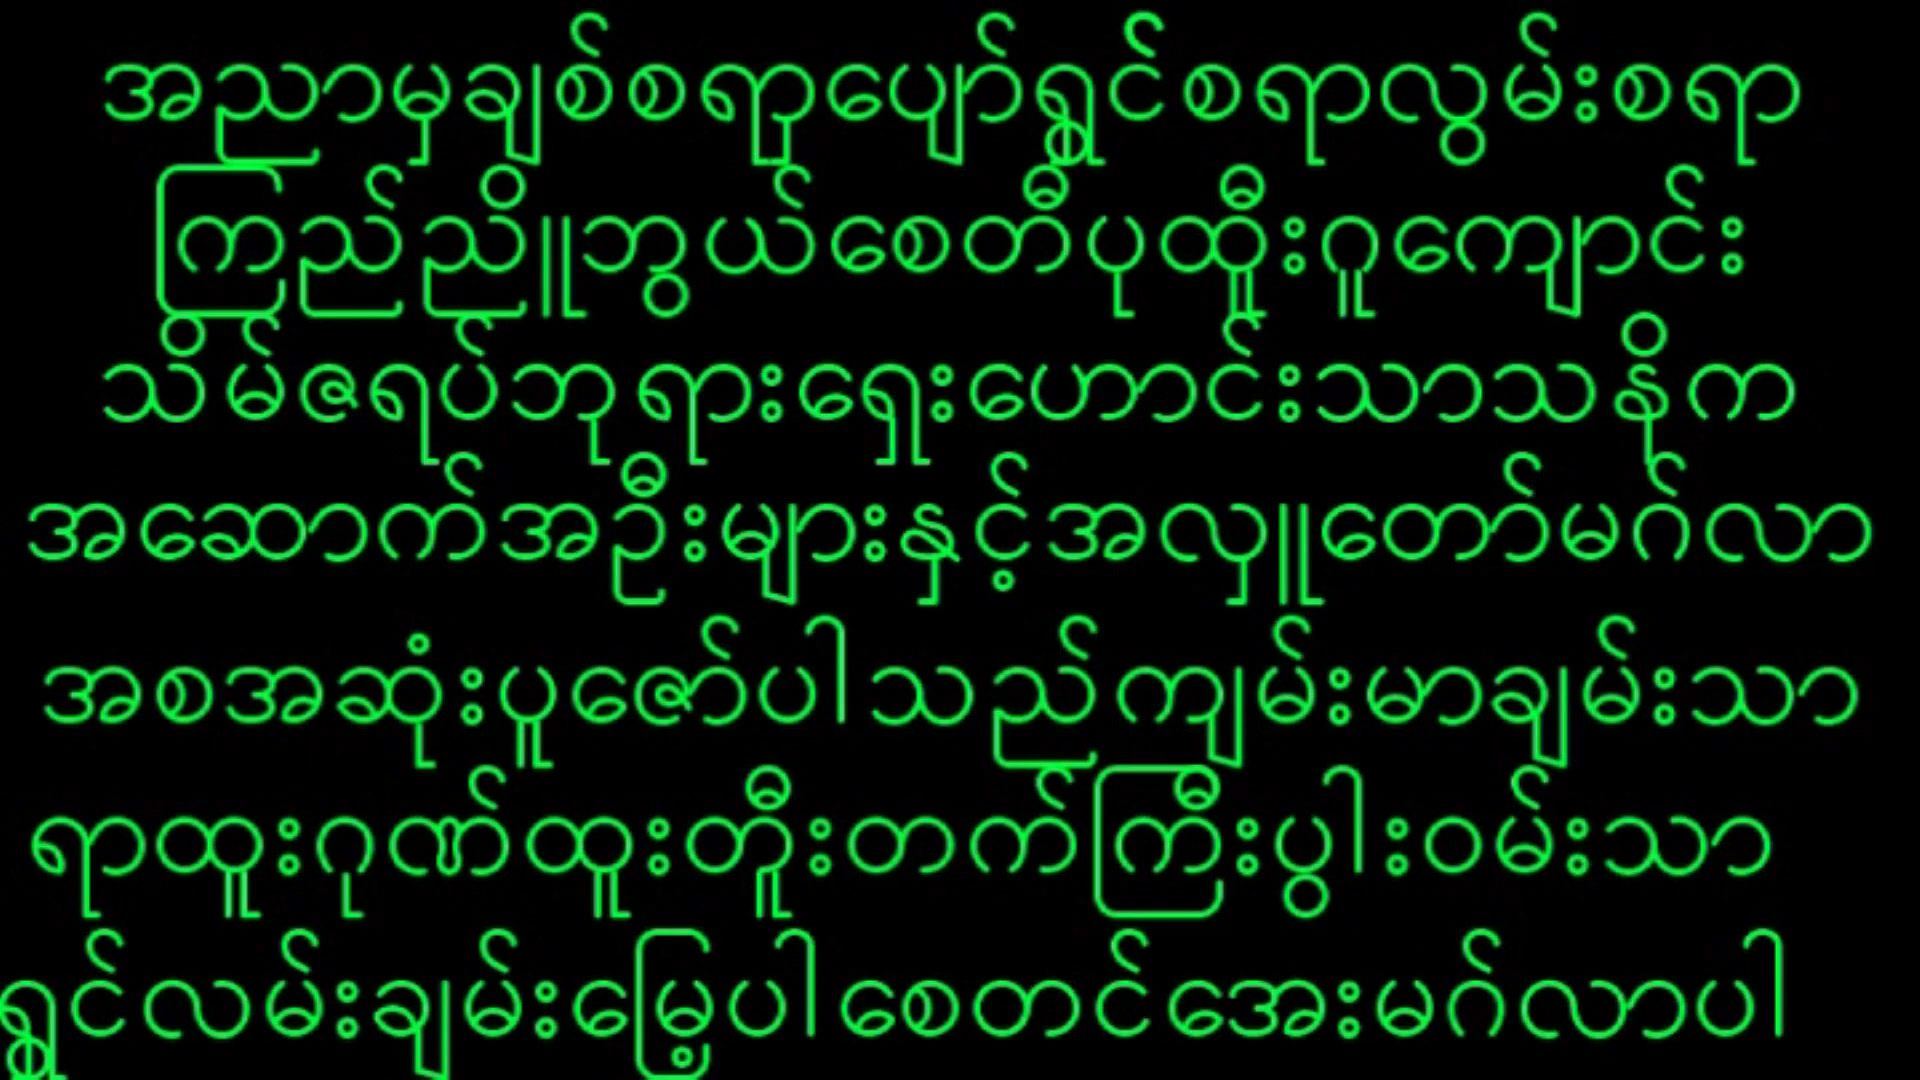 အညာမှချစ်စရာပျော်ရွှင်စရာလွမ်းစရာ
ကြည်ညိူဘွယ်စေတီပုထိူးဂူကျောင်း
သိမ်ဇရပ်ဘုရားရှေးဟောင်းသာသနိုက
အဆောက်အဦးများနှင့်အလှူတော်မင်္ဂလာ
အစအဆုံးပူဇော်ပါသည်ကျမ်းမာချမ်းသာ
ရာထူးဂုဏ်ထူးတိူးတက်ကြီးပွါးဝမ်းသာ
ရွှင်လမ်းချမ်းမြေ့ပါစေတင်အေးမင်္ဂလာပါ